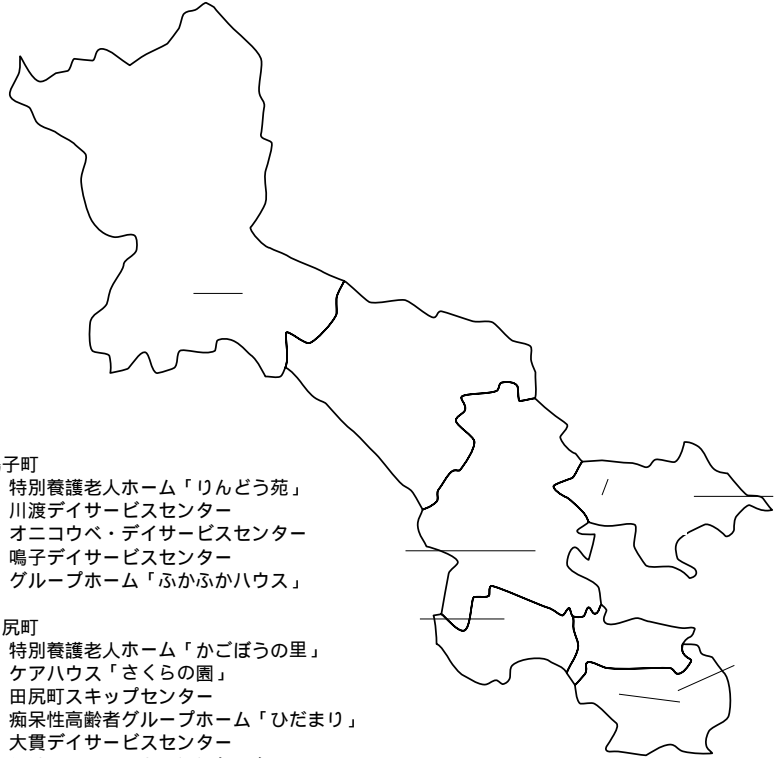 子町
特別養護老人ホーム「りんどう苑」
川渡デイサービスセンター
オニコウベ・デイサービスセンター
鳴子デイサービスセンター
グループホーム「ふかふかハウス」
尻町
特別養護老人ホーム「かごぼうの里」
ケアハウス「さくらの園」
田尻町スキップセンター
痴呆性高齢者グループホーム「ひだまり」
大貫デイサービスセンター